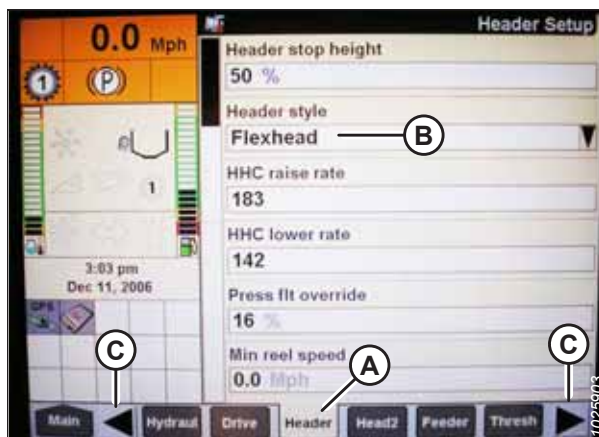 0.0 Mph
Header Setup
1
(P)
Header stop height
50 %
Header style
Flexhead
B
HHC raise rate
183
1
HHC lower rate
142
3:03 pm
Dec 11, 2006
Press flt override
16 %
GPS
Min reel speed
0.0 Mph
C
A
C
Main
Hydraul
Drive
Header
Head2
Feeder
Thresh
1025903